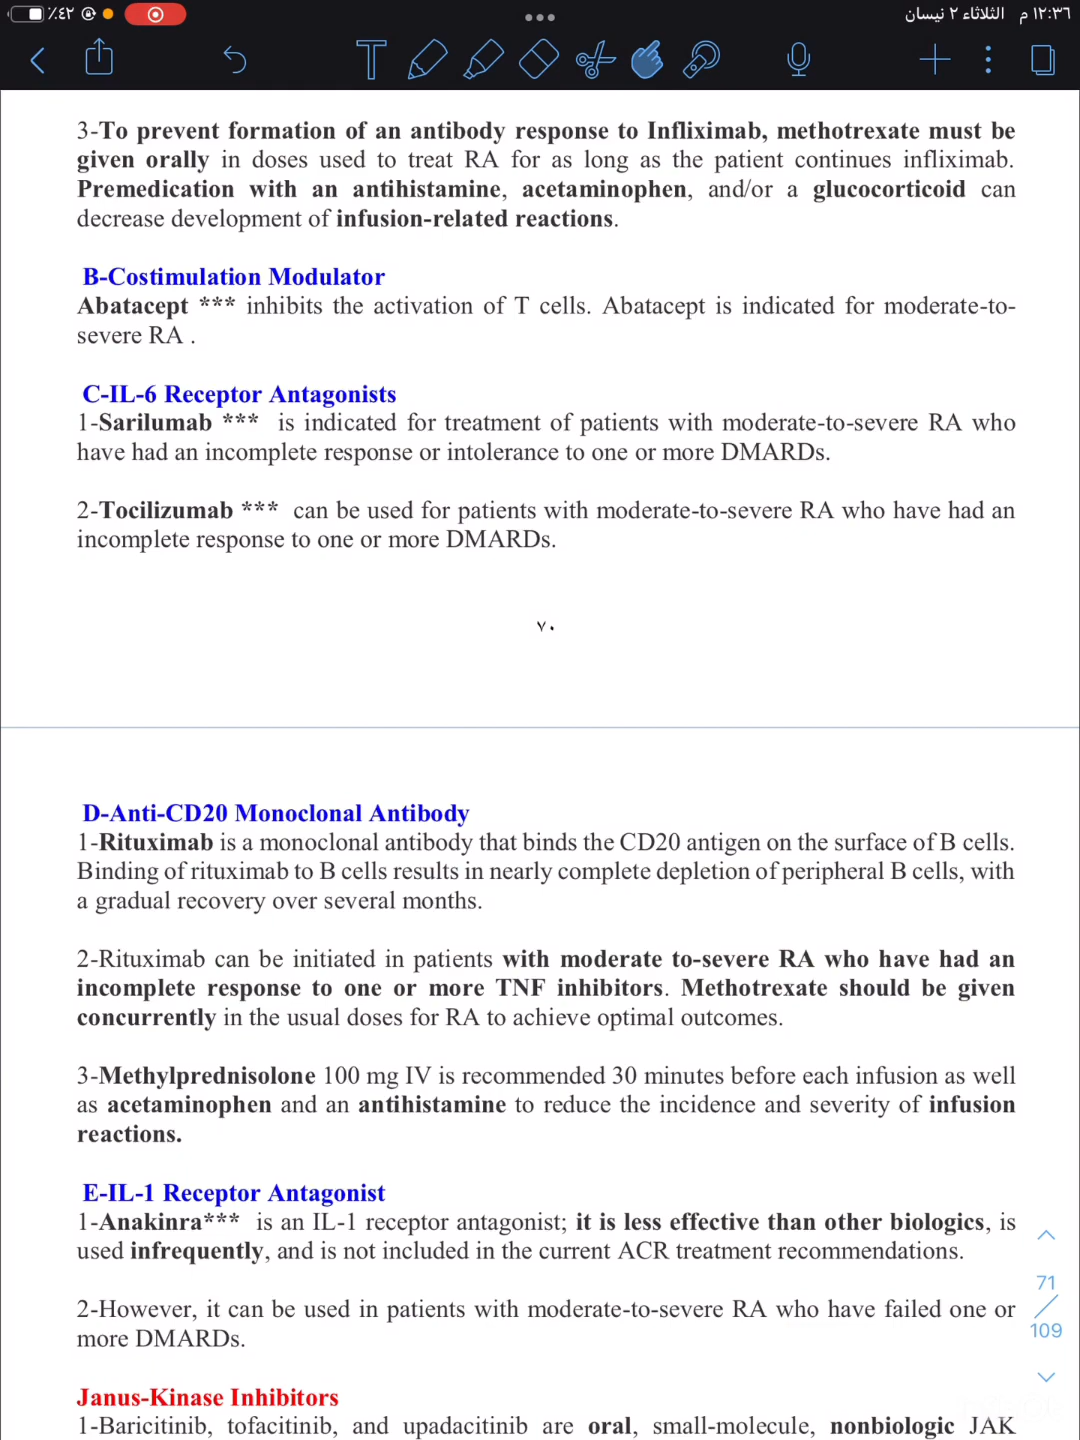 ٪٤٢ الثلاثاء ٢ نيسان ١٢:٣٦ م
3-To prevent formation of an antibody response to Infliximab, methotrexate must be
given orally in doses used to treat RA for as long as the patient continues infliximab.
Premedication with an antihistamine, acetaminophen, and/or a glucocorticoid can
decrease development of infusion-related reactions.
B-Costimulation Modulator
Abatacept *** inhibits the activation of T cells. Abatacept is indicated for moderate-to-
severe RA .
C-IL-6 Receptor Antagonists
1-Sarilumab *** is indicated for treatment of patients with moderate-to-severe RA who
have had an incomplete response or intolerance to one or more DMARDs.
2-Tocilizumab *** can be used for patients with moderate-to-severe RA who have had an
incomplete response to one or more DMARDs.
٧٠
D-Anti-CD20 Monoclonal Antibody
1-Rituximab is a monoclonal antibody that binds the CD20 antigen on the surface of B cells.
Binding of rituximab to B cells results in nearly complete depletion of peripheral B cells, with
a gradual recovery over several months.
2-Rituximab can be initiated in patients with moderate to-severe RA who have had an
incomplete response to one or more TNF inhibitors. Methotrexate should be given
concurrently in the usual doses for RA to achieve optimal outcomes.
3-Methylprednisolone 100 mg IV is recommended 30 minutes before each infusion as well
as acetaminophen and an antihistamine to reduce the incidence and severity of infusion
reactions.
E-IL-1 Receptor Antagonist
1-Anakinra*** is an IL-1 receptor antagonist; it is less effective than other biologics, is
used infrequently, and is not included in the current ACR treatment recommendations.
2-However, it can be used in patients with moderate-to-severe RA who have failed one or
more DMARDs.
71
109
Janus-Kinase Inhibitors
1-Baricitinib, tofacitinib, and upadacitinib are oral, small-molecule, nonbiologic JAK